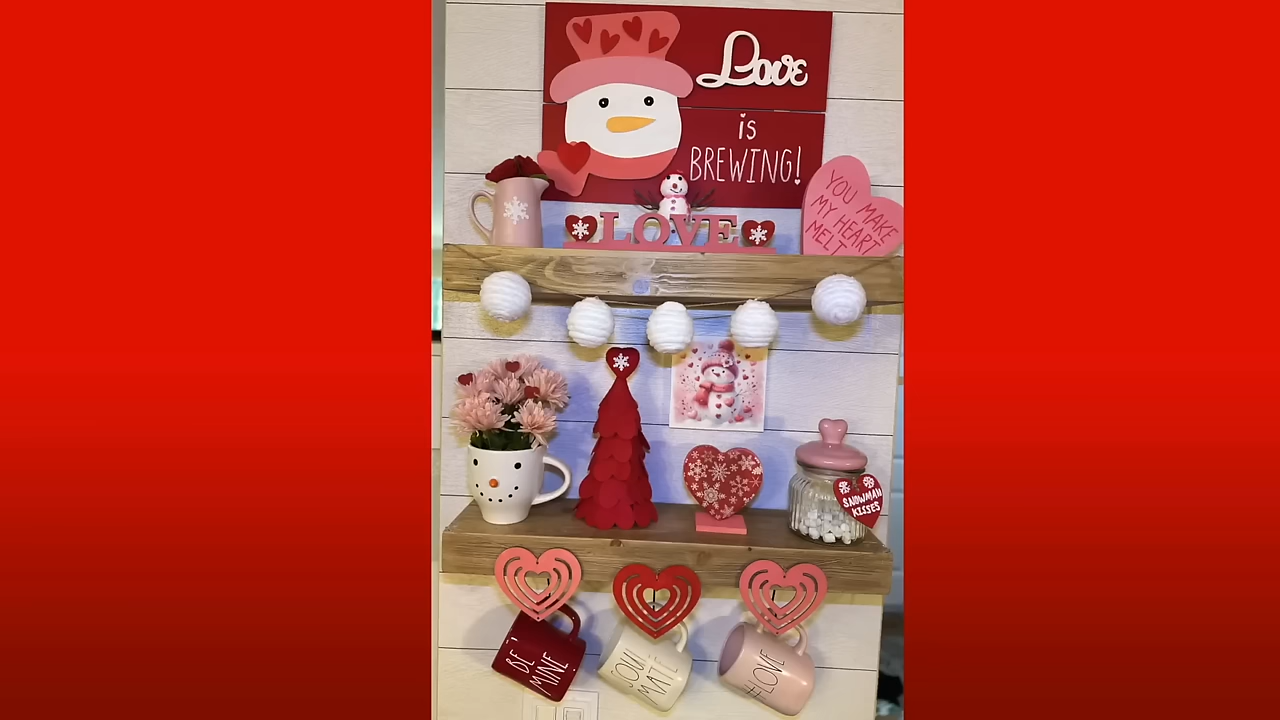 Love
is
BREWING!
YOU MAKE
MY HEART
MELT
LOVE
SNOWMAN
KISSES
BE
MINE
SOUL
MATE
#LOVE